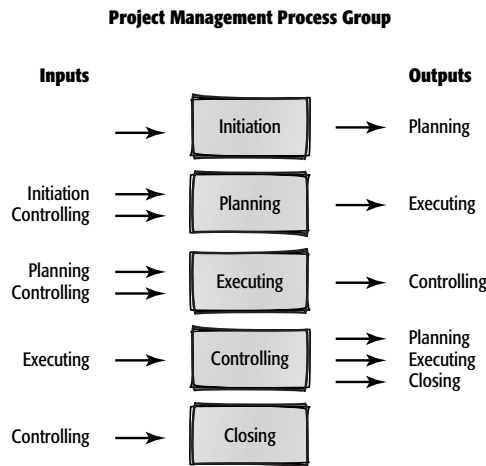 Project Management Process Group
Inputs
Outputs
Initiation
Planning
Initiation
Controlling
Planning
Executing
Planning
Controlling
Executing
Controlling
Executing
Controlling
Planning
Executing
Closing
Controlling
Closing